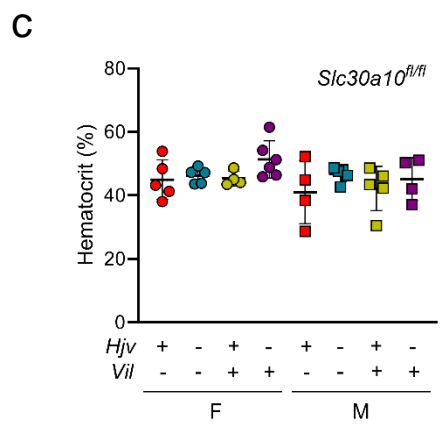 C
Slc30a10fl/fl
Hematocrit (%)
80
60
40
20
0
Hjv + - + - + - + -
Vil - - + + - - + +
F M